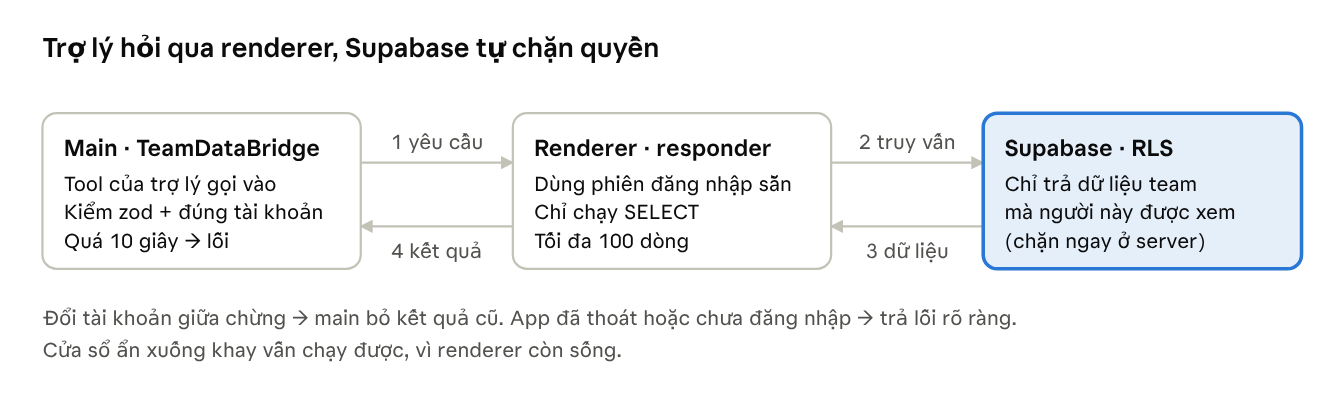 Trợ lý hỏi qua renderer, Supabase tự chặn quyền
Main · TeamDataBridge
Tool của trợ lý gọi vào
Kiểm zod + đúng tài khoản
Quá 10 giây → lỗi
1 yêu cầu
4 kết quả
Renderer · responder
Dùng phiên đăng nhập sẵn
Chỉ chạy SELECT
Tối đa 100 dòng
2 truy vấn
3 dữ liệu
Supabase · RLS
Chỉ trả dữ liệu team
mà người này được xem
(chặn ngay ở server)
Đổi tài khoản giữa chừng → main bỏ kết quả cũ. App đã thoát hoặc chưa đăng nhập → trả lỗi rõ ràng.
Cửa sổ ẩn xuống khay vẫn chạy được, vì renderer còn sống.